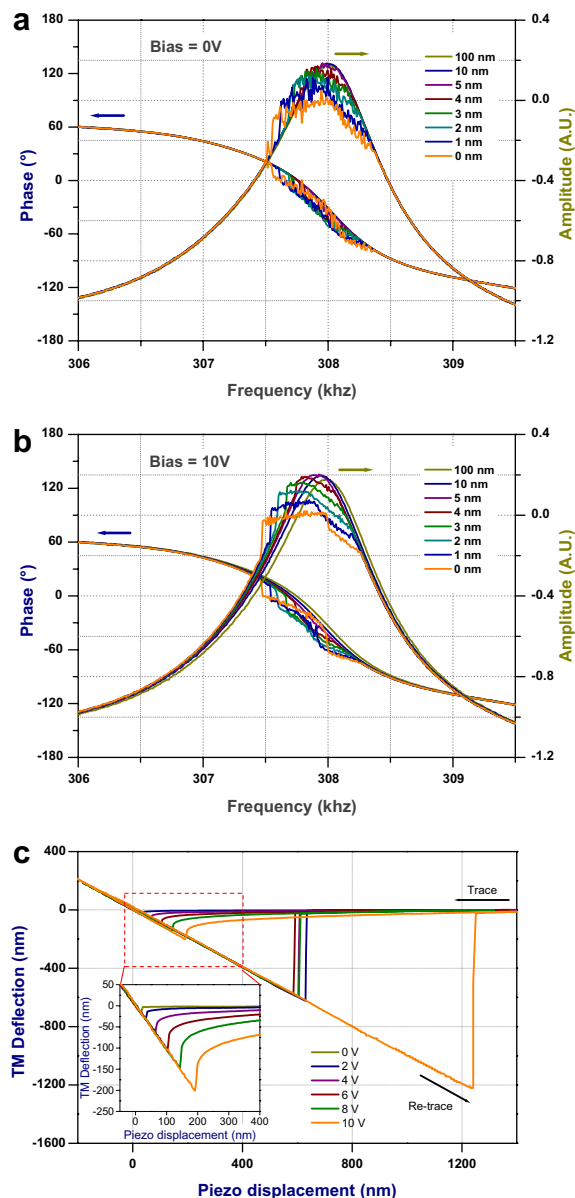 a
180
120
60
0
-60
-120
-180
Phase (°)
Bias = 0V
100 nm
10 nm
5 nm
4 nm
3 nm
2 nm
1 nm
0 nm
0.4
0.0
-0.4
-0.8
-1.2
Amplitude (A.U.)
306
307
308
309
Frequency (khz)
b
180
120
60
0
-60
-120
-180
Phase (°)
Bias = 10V
100 nm
10 nm
5 nm
4 nm
3 nm
2 nm
1 nm
0 nm
0.4
0.0
-0.4
-0.8
-1.2
Amplitude (A.U.)
306
307
308
309
Frequency (khz)
c
400
0
-400
-800
-1200
-1600
TM Deflection (nm)
Trace
Re-trace
50
0
-50
-100
-150
-200
-250
TM Deflection (nm)
0
100
200
300
400
Piezo displacement (nm)
0 V
2 V
4 V
6 V
8 V
10 V
0
400
800
1200
Piezo displacement (nm)